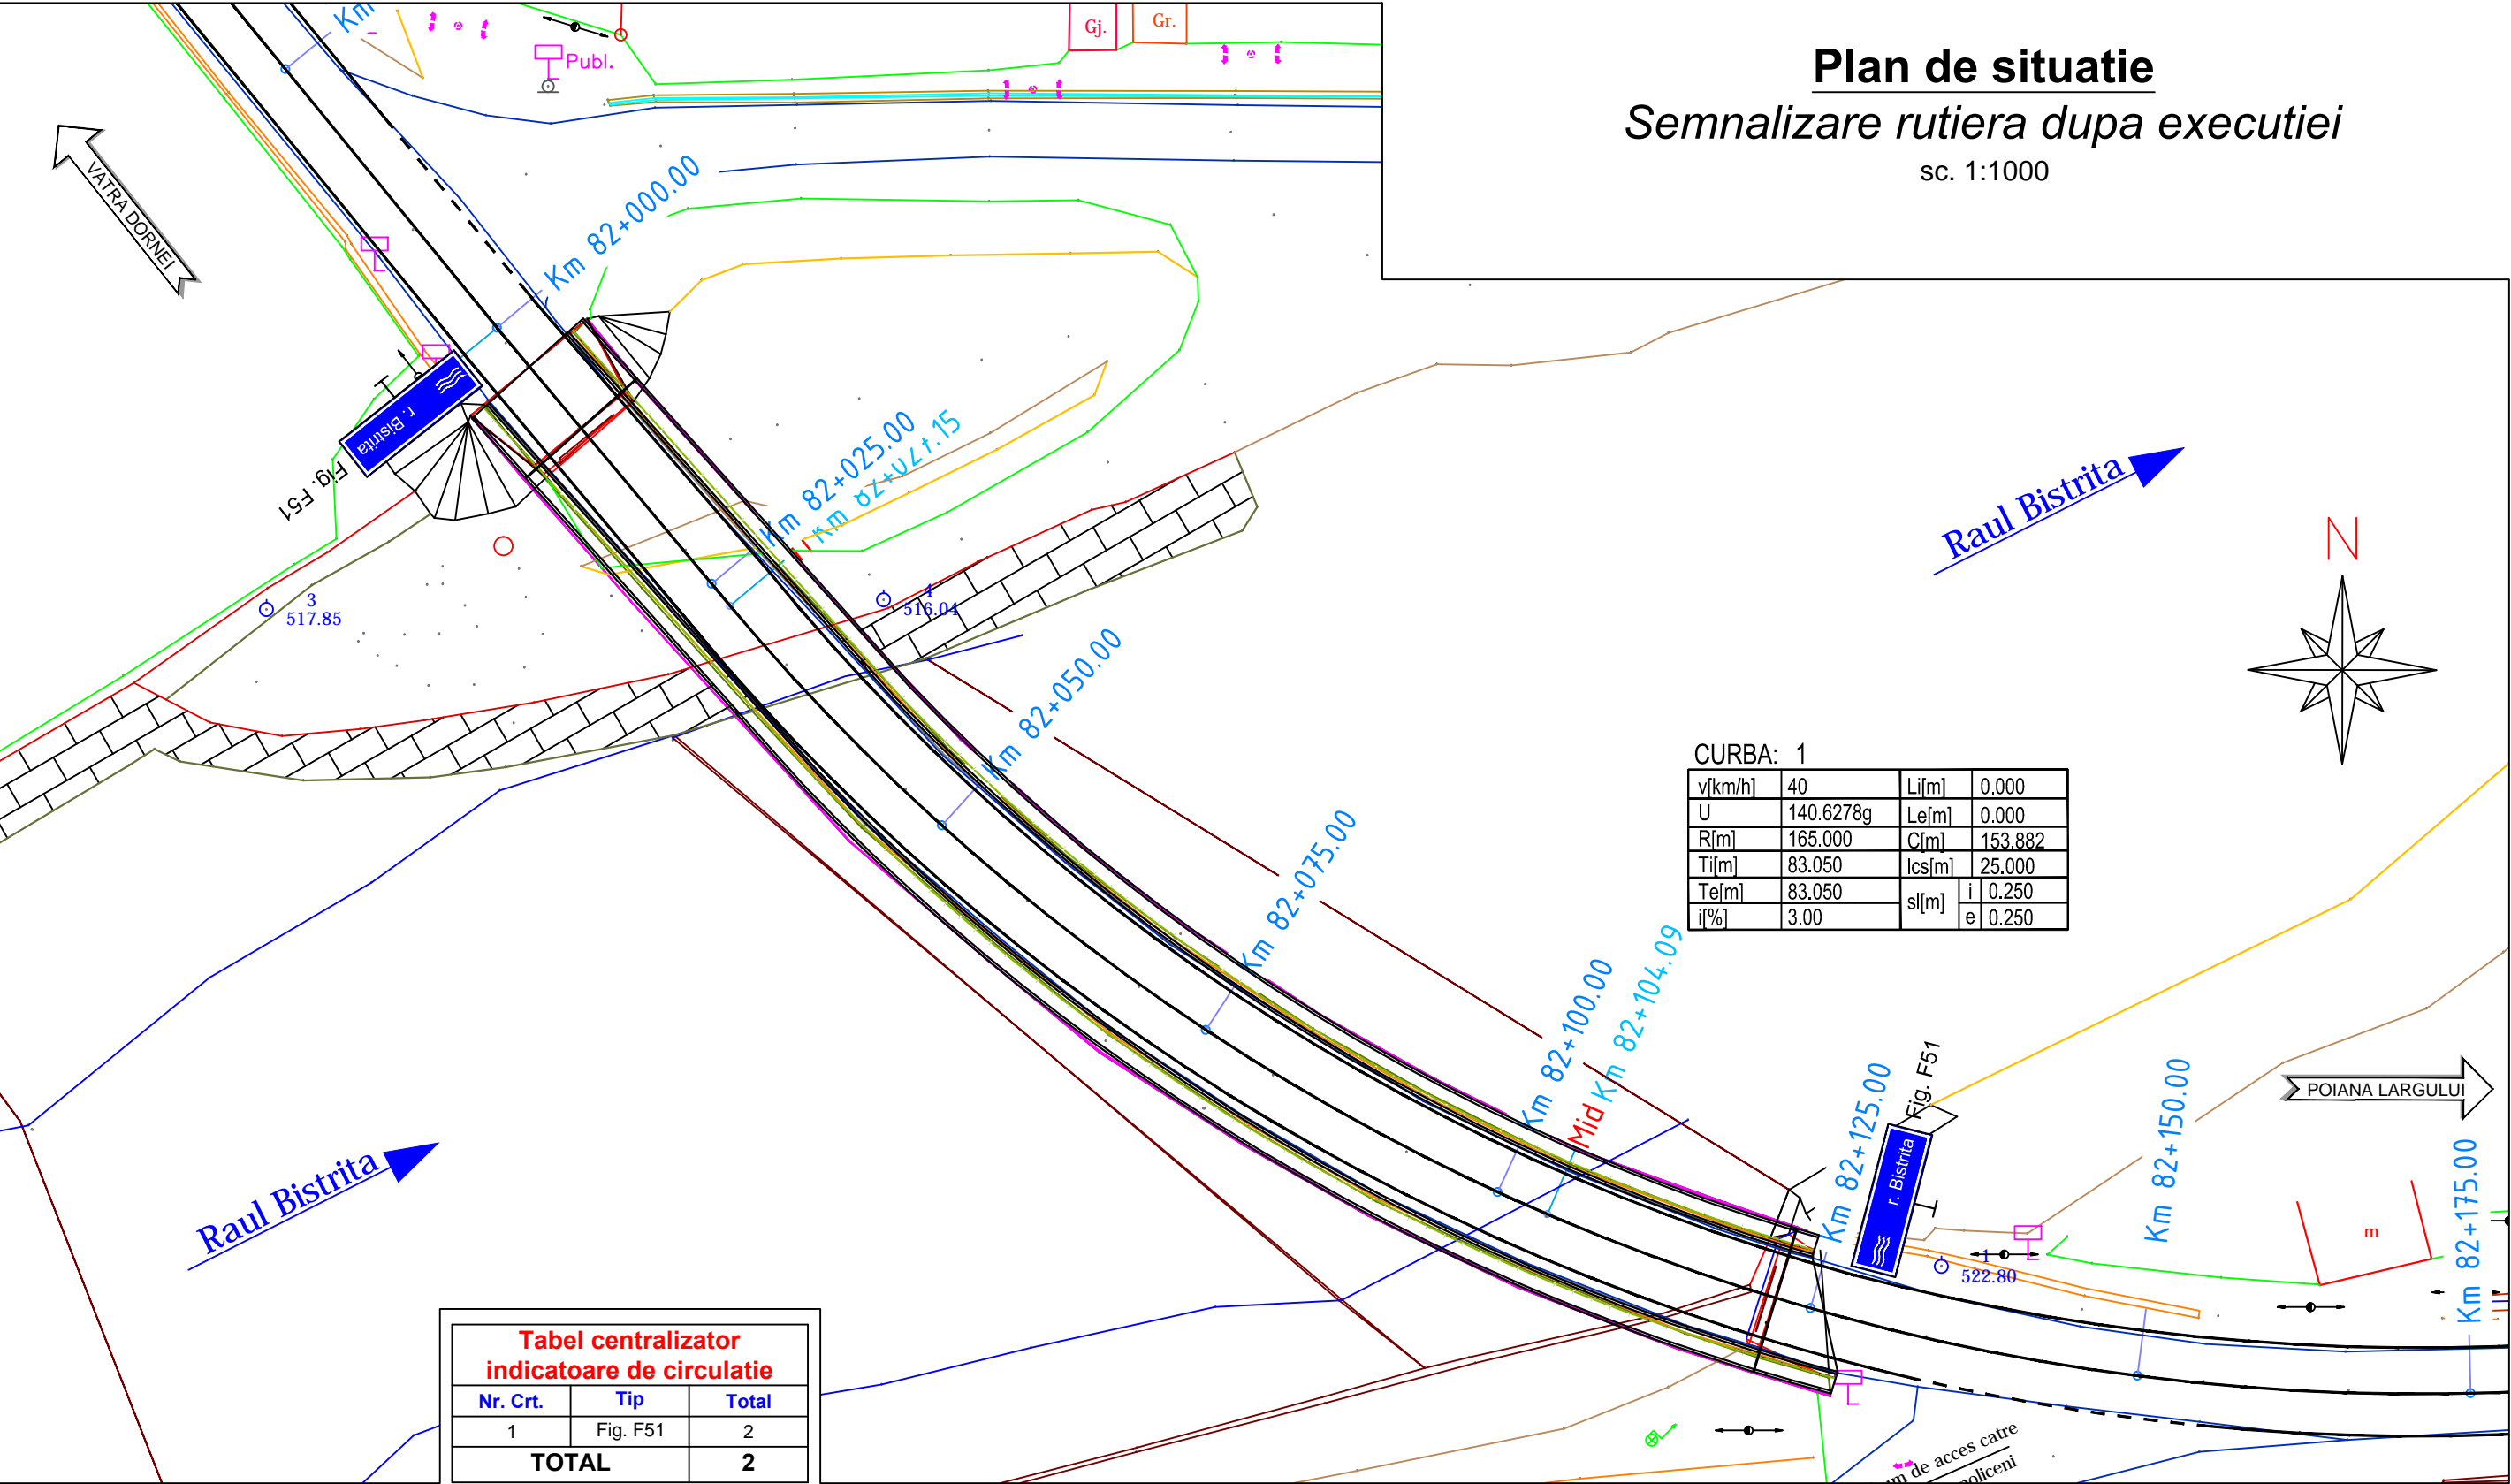 Plan de situatie
Semnalizare rutiera dupa executiei
sc. 1:1000
Km
Publ.
Gj.
Gr.
VATRA DORNEI
Km 82+000.00
r. Bistrita
Fig. F51
Km 82+025.00
3
517.85
4
516.04
Km 82+050.00
Raul Bistrita
N
Km 82+075.00
CURBA: 1
v[km/h] 40 Li[m] 0.000
U 140.6278g Le[m] 0.000
R[m] 165.000 C[m] 153.882
Ti[m] 83.050 lcs[m] 25.000
Te[m] 83.050 sl[m] i 0.250
i[%] 3.00 e 0.250
Km 82+100.00
Mid Km 82+104.09
Km 82+125.00
Fig. F51
r. Bistrita
Km 82+150.00
POIANA LARGULUI
Km 82+175.00
m
1
522.80
Raul Bistrita
Tabel centralizator
indicatoare de circulatie
Nr. Crt. Tip Total
1 Fig. F51 2
TOTAL 2
de acces catre